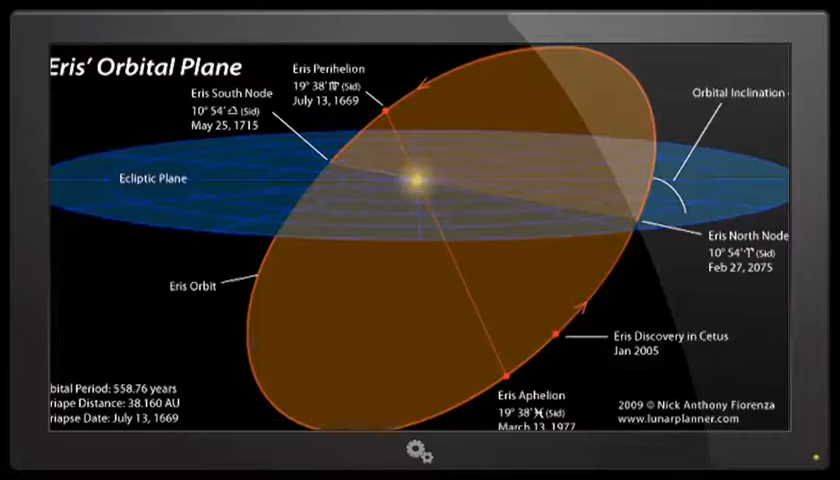 Eris' Orbital Plane
Eris Perihelion
19° 38' ♍ (Sid)
July 13, 1669
Eris South Node
10° 54' ♎ (Sid)
May 25, 1715
Orbital Inclination
Ecliptic Plane
Eris North Node
10° 54' ♈ (Sid)
Feb 27, 2075
Eris Orbit
Eris Discovery in Cetus
Jan 2005
bital Period: 558.76 years
riape Distance: 38.160 AU
riapse Date: July 13, 1669
Eris Aphelion
19° 38' ♓ (Sid)
March 13, 1977
2009 © Nick Anthony Fiorenza
www.lunarplanner.com